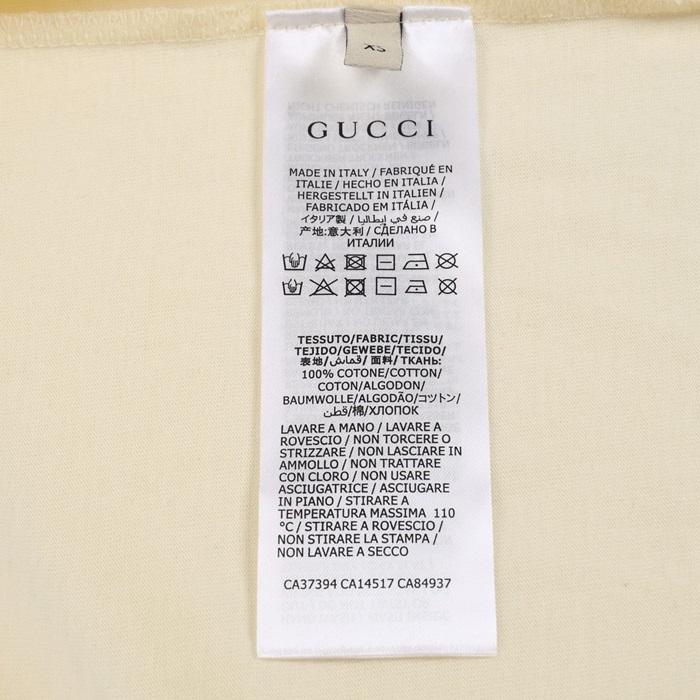 XS
GUCCI
MADE IN ITALY / FABRIQUÉ EN
ITALIE / HECHO EN ITALIA /
HERGESTELLT IN ITALIEN /
FABRICADO EM ITÁLIA /
イタリア製 / صنع في إيطاليا /
产地:意大利 / СДЕЛАНО В
ИТАЛИИ
TESSUTO/FABRIC/TISSU/
TEJIDO/GEWEBE/TECIDO/
表地/قماش/ 面料/ ТКАНЬ:
100% COTONE/COTTON/
COTON/ALGODON/
BAUMWOLLE/ALGODÃO/コットン/
قطن/棉/ХЛОПОК
LAVARE A MANO / LAVARE A
ROVESCIO / NON TORCERE O
STRIZZARE / NON LASCIARE IN
AMMOLLO / NON TRATTARE
CON CLORO / NON USARE
ASCIUGATRICE / ASCIUGARE
IN PIANO / STIRARE A
TEMPERATURA MASSIMA 110
°C / STIRARE A ROVESCIO /
NON STIRARE LA STAMPA /
NON LAVARE A SECCO
CA37394 CA14517 CA84937